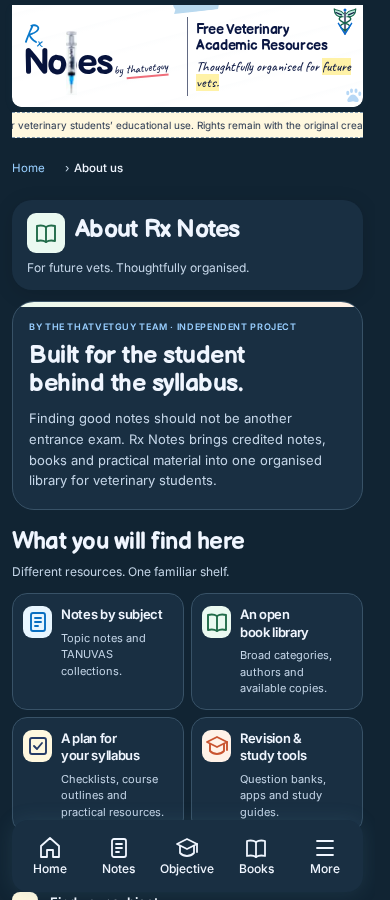 Rx
Notes by thatvetguy
Free Veterinary
Academic Resources
Thoughtfully organised for future
vets.
veterinary students' educational use. Rights remain with the original
Home › About us
About Rx Notes
For future vets. Thoughtfully organised.
BY THE THATVETGUY TEAM · INDEPENDENT PROJECT
Built for the student
behind the syllabus.
Finding good notes should not be another
entrance exam. Rx Notes brings credited notes,
books and practical material into one organised
library for veterinary students.
What you will find here
Different resources. One familiar shelf.
Notes by subject
Topic notes and
TANUVAS
collections.
An open
book library
Broad categories,
authors and
available copies.
A plan for
your syllabus
Checklists, course
outlines and
practical resources.
Revision &
study tools
Question banks,
apps and study
guides.
Home Notes Objective Books More